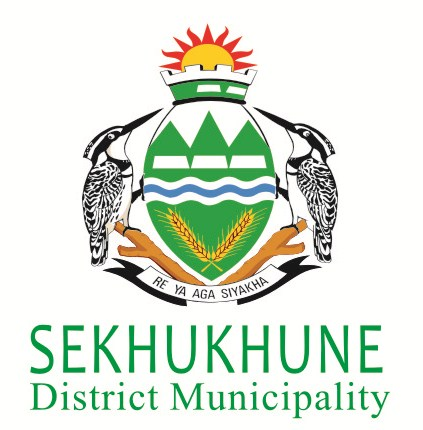 RE YA AGA SIYAKHA
SEKHUKHUNE
District Municipality